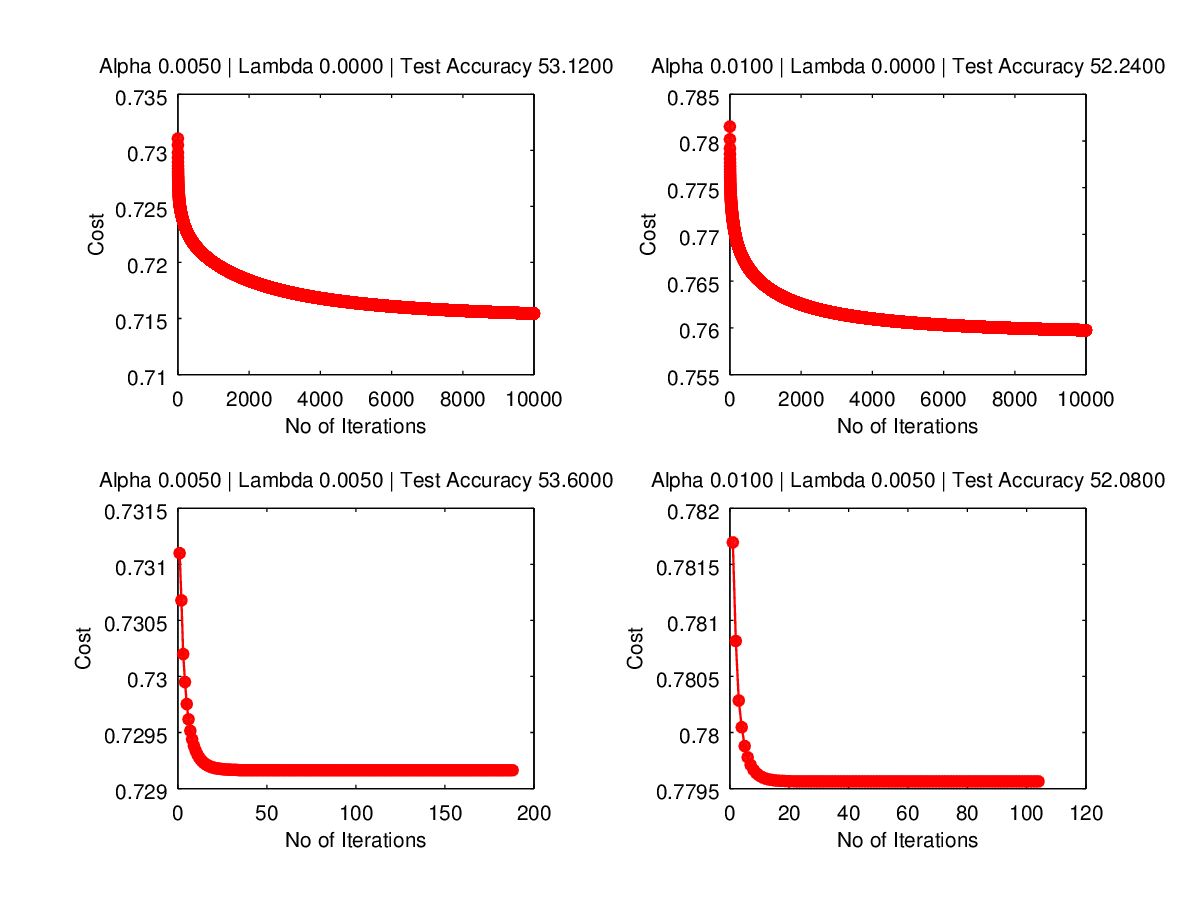 Alpha 0.0050 | Lambda 0.0000 | Test Accuracy 53.1200
0.735
0.73
0.725
0.72
0.715
0.71
Cost
0 2000 4000 6000 8000 10000
No of Iterations
Alpha 0.0100 | Lambda 0.0000 | Test Accuracy 52.2400
0.785
0.78
0.775
0.77
0.765
0.76
0.755
Cost
0 2000 4000 6000 8000 10000
No of Iterations
Alpha 0.0050 | Lambda 0.0050 | Test Accuracy 53.6000
0.7315
0.731
0.7305
0.73
0.7295
0.729
Cost
0 50 100 150 200
No of Iterations
Alpha 0.0100 | Lambda 0.0050 | Test Accuracy 52.0800
0.782
0.7815
0.781
0.7805
0.78
0.7795
Cost
0 20 40 60 80 100 120
No of Iterations